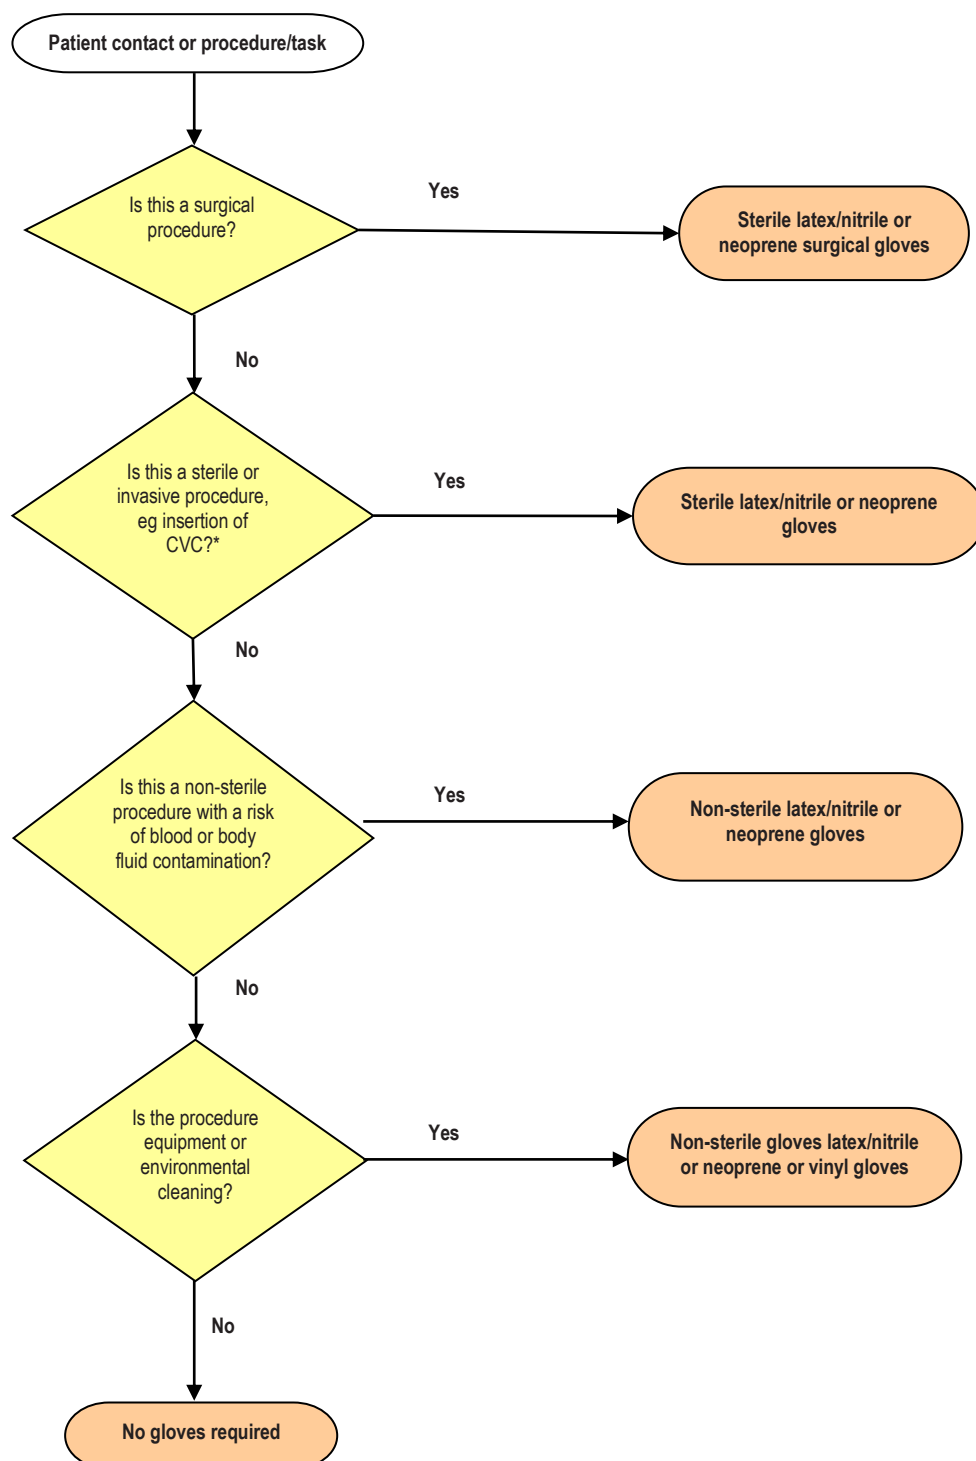 Patient contact or procedure/task
Is this a surgical
procedure?
Yes
Sterile latex/nitrile or
neoprene surgical gloves
No
Is this a sterile or
invasive procedure,
eg insertion of
CVC?*
Yes
Sterile latex/nitrile or neoprene
gloves
No
Is this a non-sterile
procedure with a risk
of blood or body
fluid contamination?
Yes
Non-sterile latex/nitrile or
neoprene gloves
No
Is the procedure
equipment or
environmental
cleaning?
Yes
Non-sterile gloves latex/nitrile
or neoprene or vinyl gloves
No
No gloves required